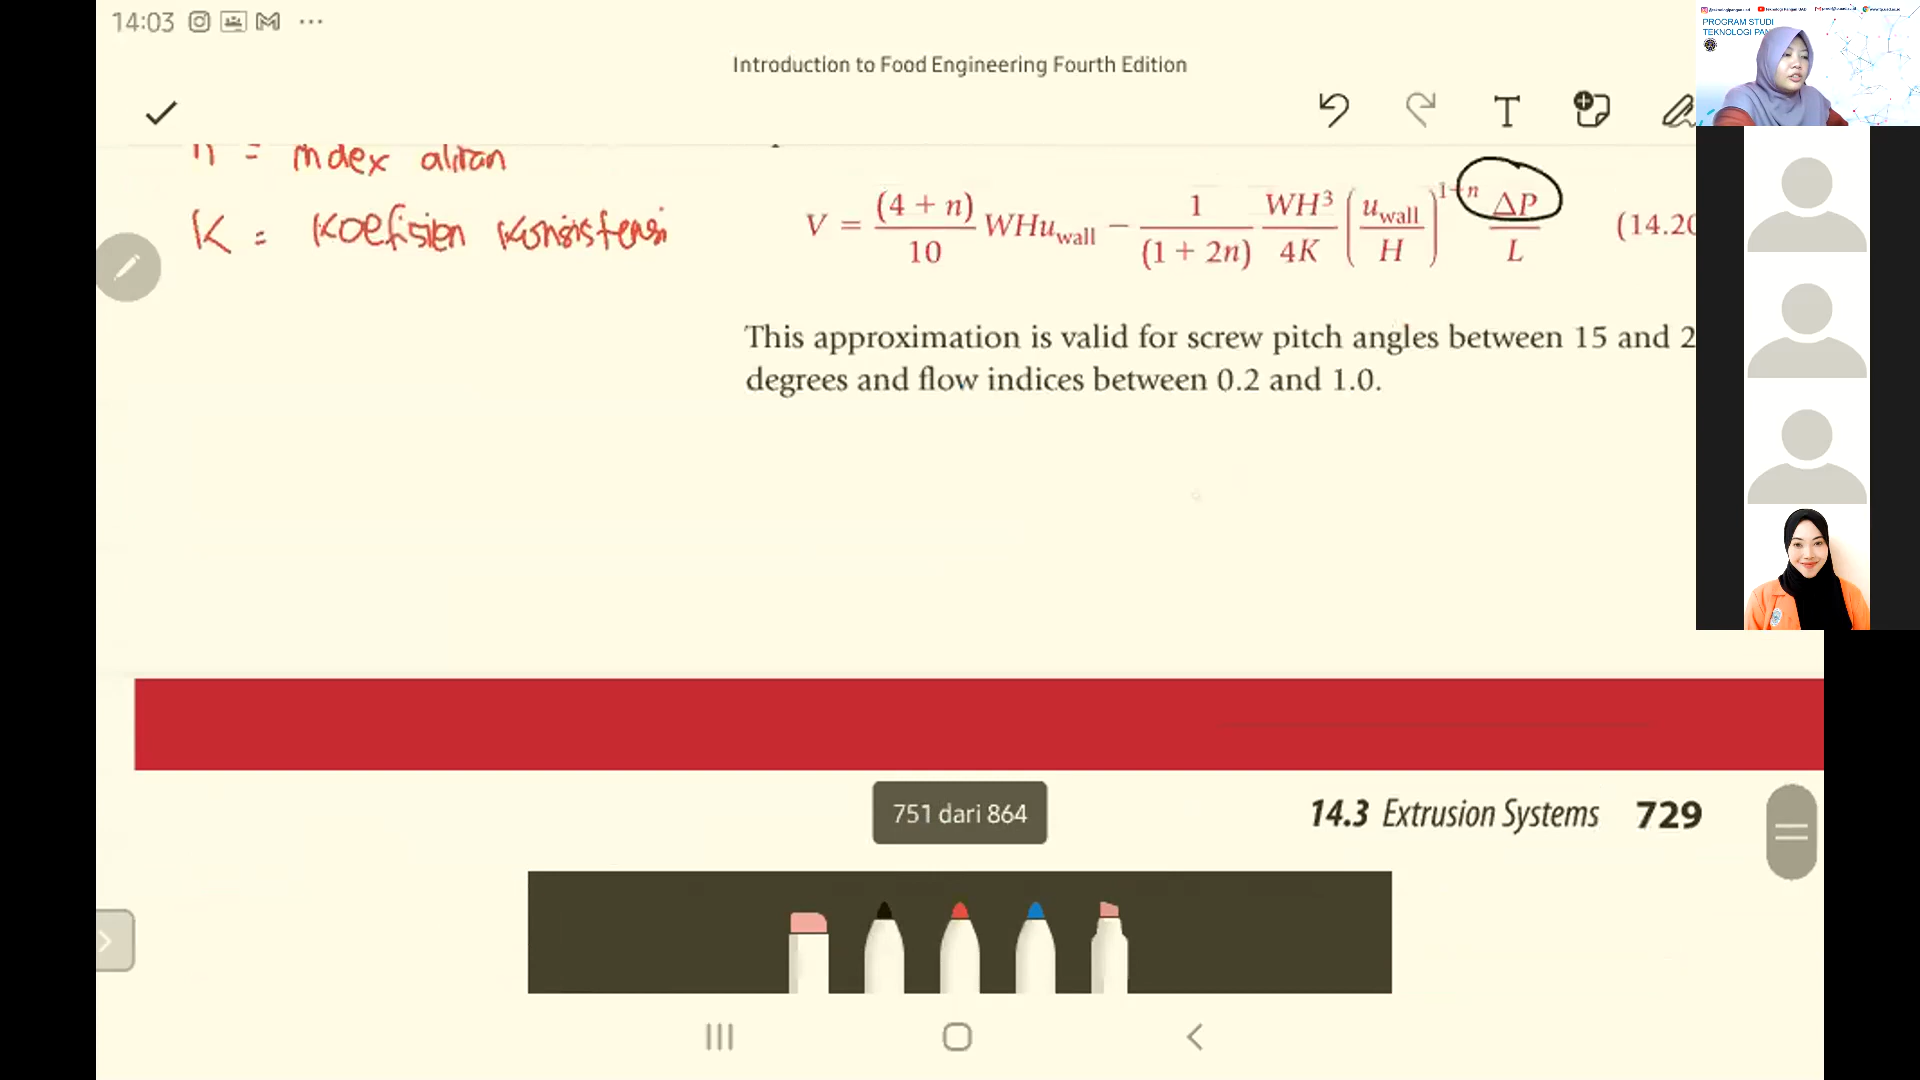 14:03
Introduction to Food Engineering Fourth Edition
PROGRAM STUDI
TEKNOLOGI PAN
n = index aliran
K = koefisien konsistensi
V = (4 + n)/10 WHu_wall − 1/(1 + 2n) WH³/4K (u_wall/H)^1+n ΔP/L (14.20
This approximation is valid for screw pitch angles between 15 and 2
degrees and flow indices between 0.2 and 1.0.
751 dari 864
14.3 Extrusion Systems 729